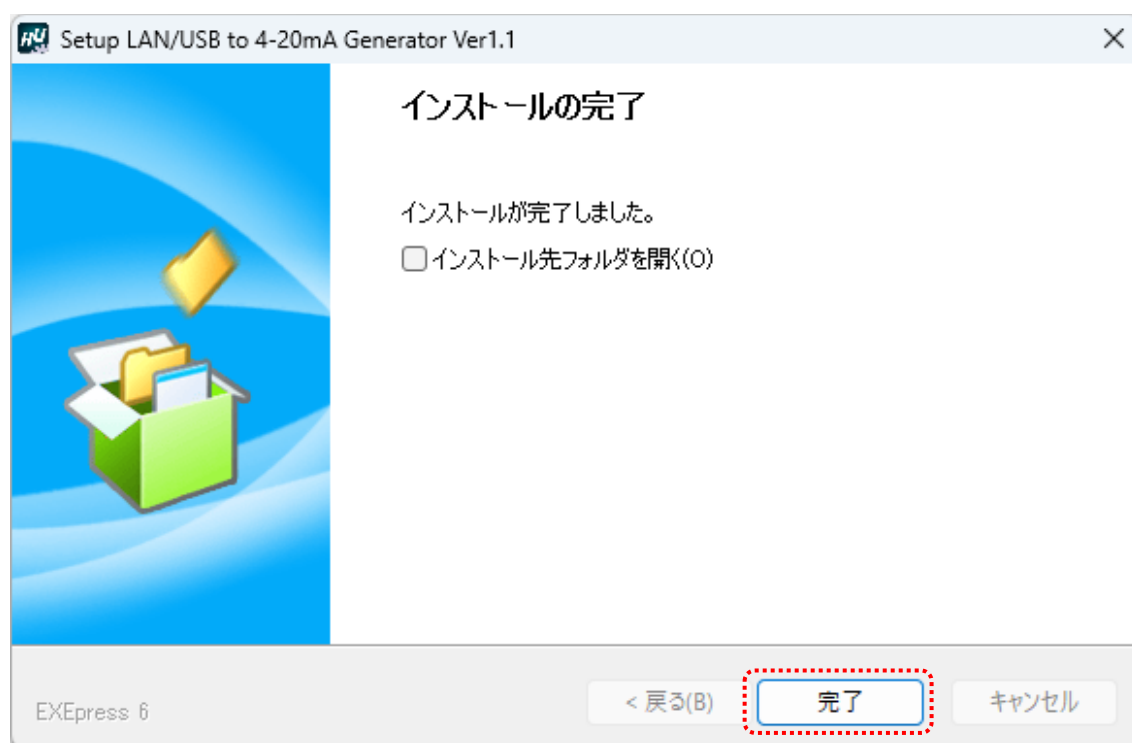 HU Setup LAN/USB to 4-20mA Generator Ver1.1
インストールの完了
インストールが完了しました。
インストール先フォルダを開く(O)
EXEpress 6
< 戻る(B) 完了 キャンセル